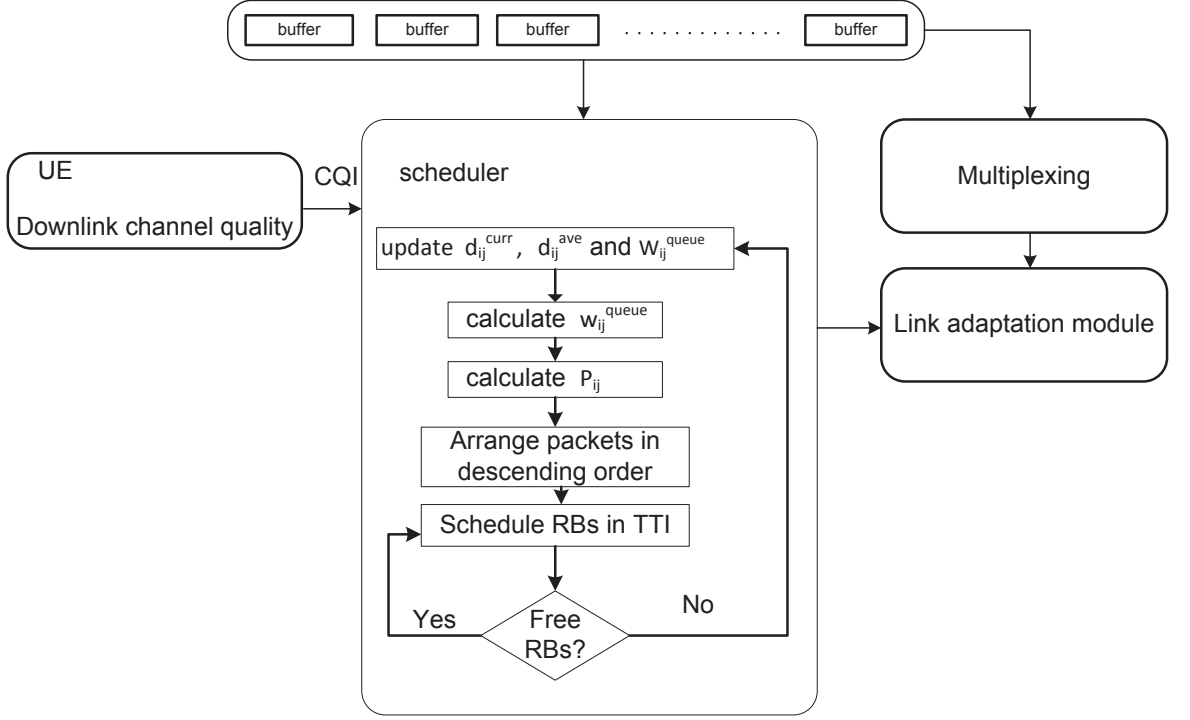 buffer buffer buffer . . . . . . . . . . . . . buffer
UE
Downlink channel quality
CQI
scheduler
update d_ij^curr, d_ij^ave and W_ij^queue
calculate w_ij^queue
calculate P_ij
Arrange packets in
descending order
Schedule RBs in TTI
Free
RBs?
Yes
No
Multiplexing
Link adaptation module